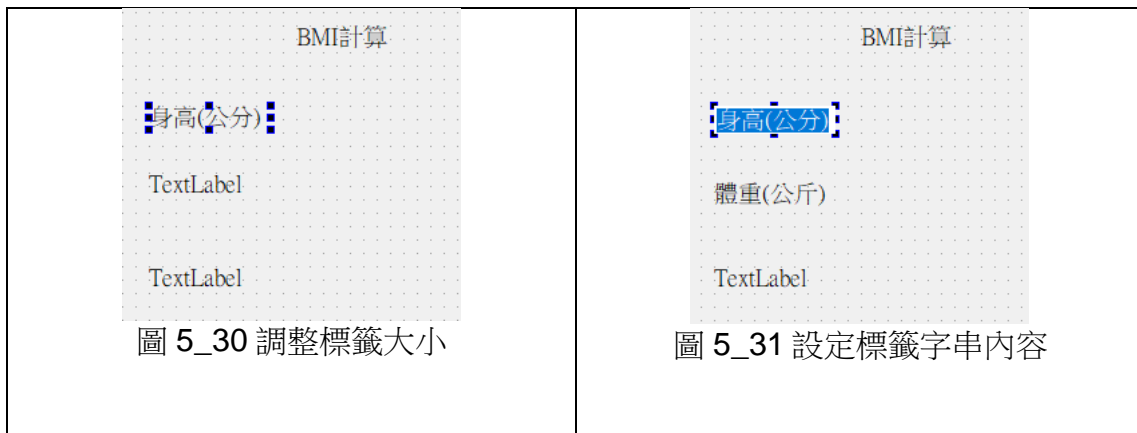 BMI計算
身高(公分)
TextLabel
TextLabel
圖 5_30 調整標籤大小
BMI計算
身高(公分)
體重(公斤)
TextLabel
圖 5_31 設定標籤字串內容